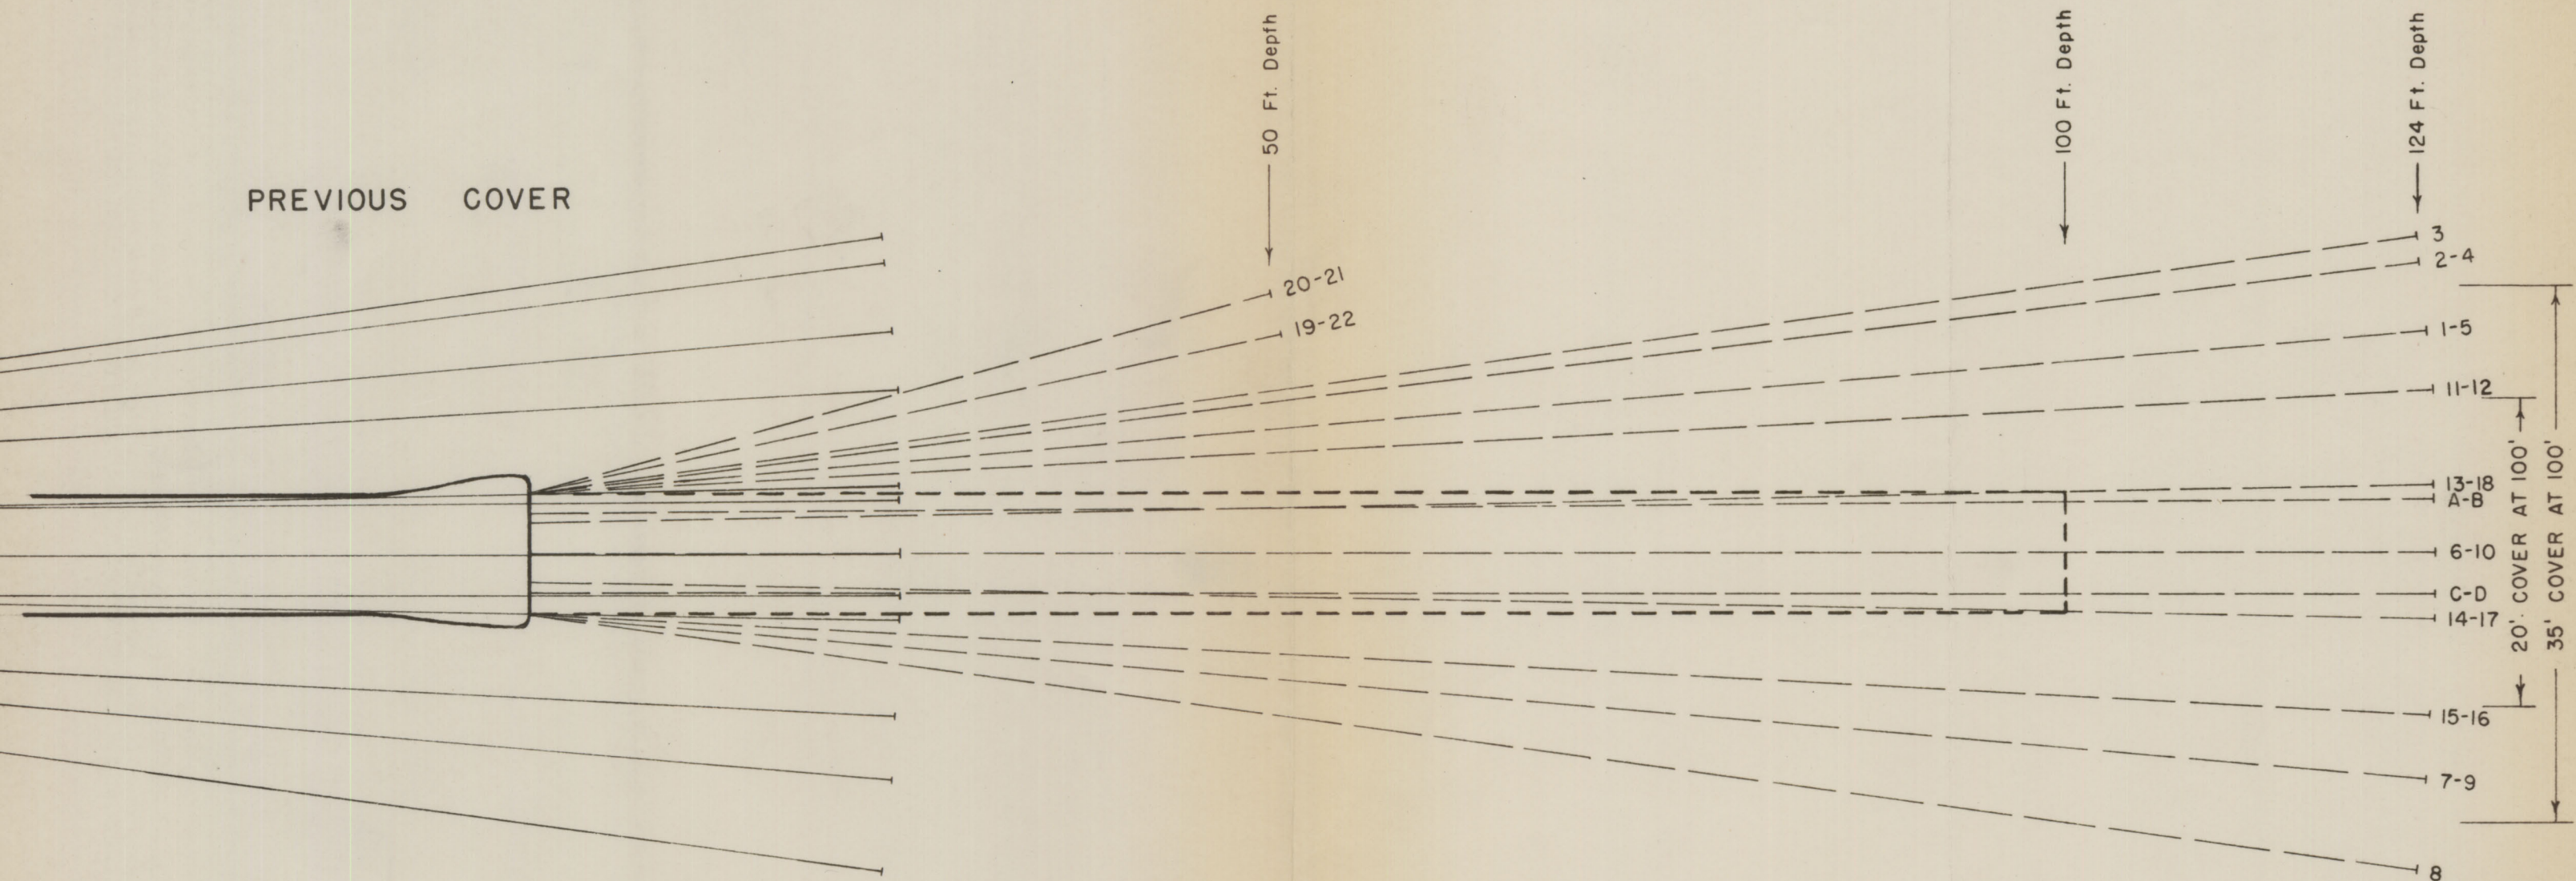 50 Ft. Depth
100 Ft. Depth
124 Ft. Depth
PREVIOUS COVER
3
2-4
20-21
19-22
1-5
11-12
13-18
A-B
6-10
C-D
14-17
20' COVER AT 100'
35' COVER AT 100'
15-16
7-9
8